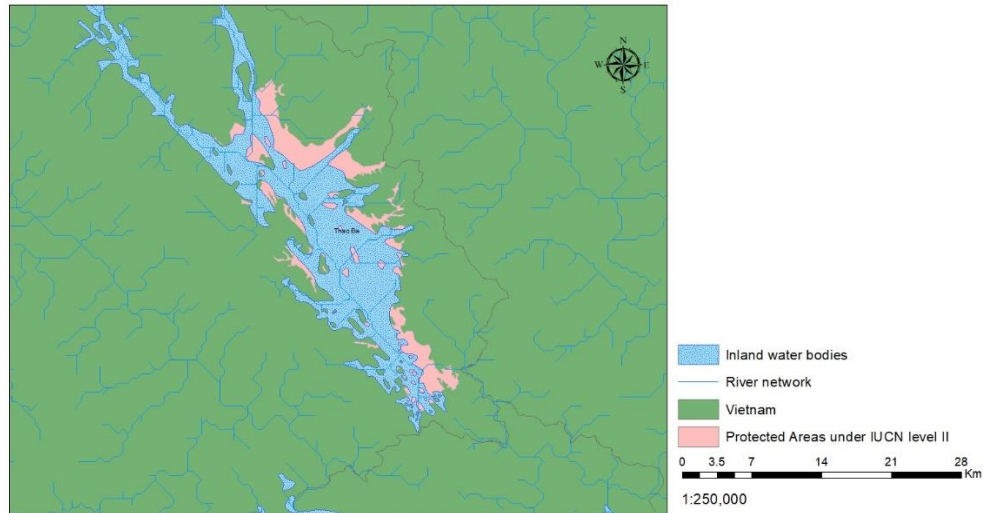 N
W E
S
Thac Ba
Inland water bodies
River network
Vietnam
Protected Areas under IUCN level II
0 3.5 7 14 21 28
Km
1:250,000